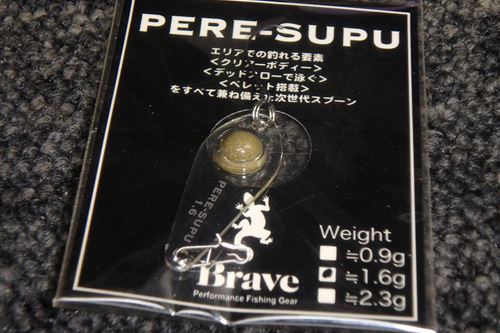 PERE-SUPU
エリアでの釣れる要素
<クリアーボディー>
<デッドスローで泳ぐ>
<ペレット搭載>
をすべて兼ね備えた次世代スプーン
PERE-SUPU
1.6
Weight
≒0.9g
≒1.6g
≒2.3g
Brave
Performance Fishing Gear